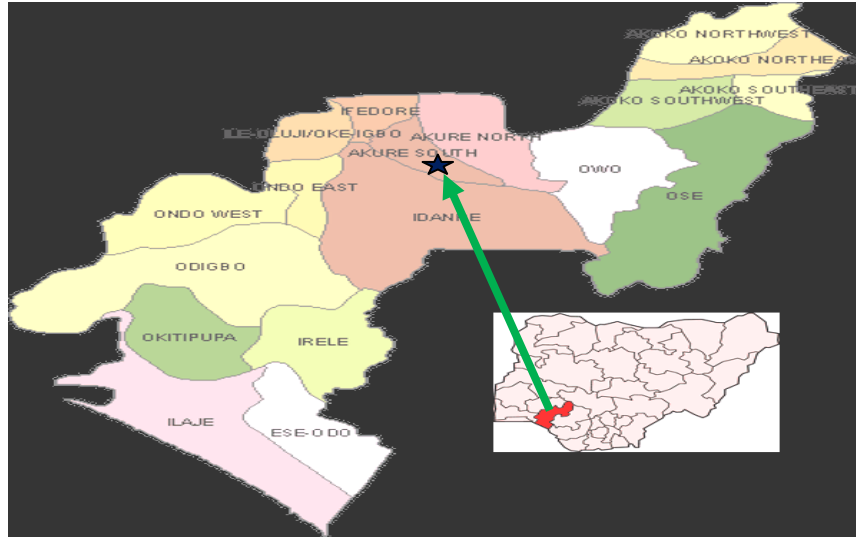 AKOKO NORTHWEST
AKOKO NORTHEAS
AKOKO SOUTHEAST
AKOKO SOUTHWEST
IFEDORE
ILE-OLUJI/OKE-IGBO
AKURE NORTH
AKURE SOUTH
OWO
ONDO EAST
OSE
ONDO WEST
IDANRE
ODIGBO
OKITIPUPA
IRELE
ILAJE
ESE-ODO